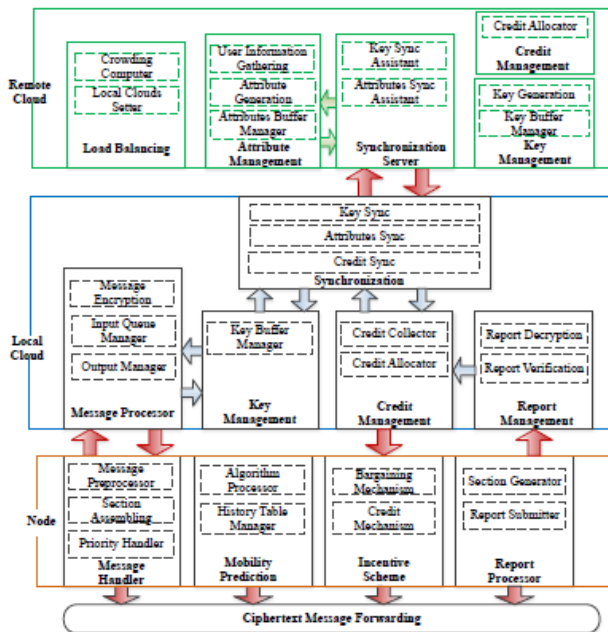 Remote
Cloud
Crowding
Computer
Local Clouds
Setter
Load Balancing
User Information
Gathering
Attribute
Generation
Attributes Buffer
Manager
Attribute
Management
Key Sync
Assistant
Attributes Sync
Assistant
Synchronization
Server
Credit Allocator
Credit
Management
Key Generation
Key Buffer
Manager
Key
Management
Local
Cloud
Key Sync
Attributes Sync
Credit Sync
Synchronization
Message
Encryption
Input Queue
Manager
Output Manager
Message Processor
Key Buffer
Manager
Key
Management
Credit Collector
Credit Allocator
Credit
Management
Report Decryption
Report Verification
Report
Management
Node
Message
Preprocessor
Section
Assembling
Priority Handler
Message
Handler
Algorithm
Processor
History Table
Manager
Mobility
Prediction
Bargaining
Mechanism
Credit
Mechanism
Incentive
Scheme
Section Generator
Report Submitter
Report
Processor
Ciphertext Message Forwarding